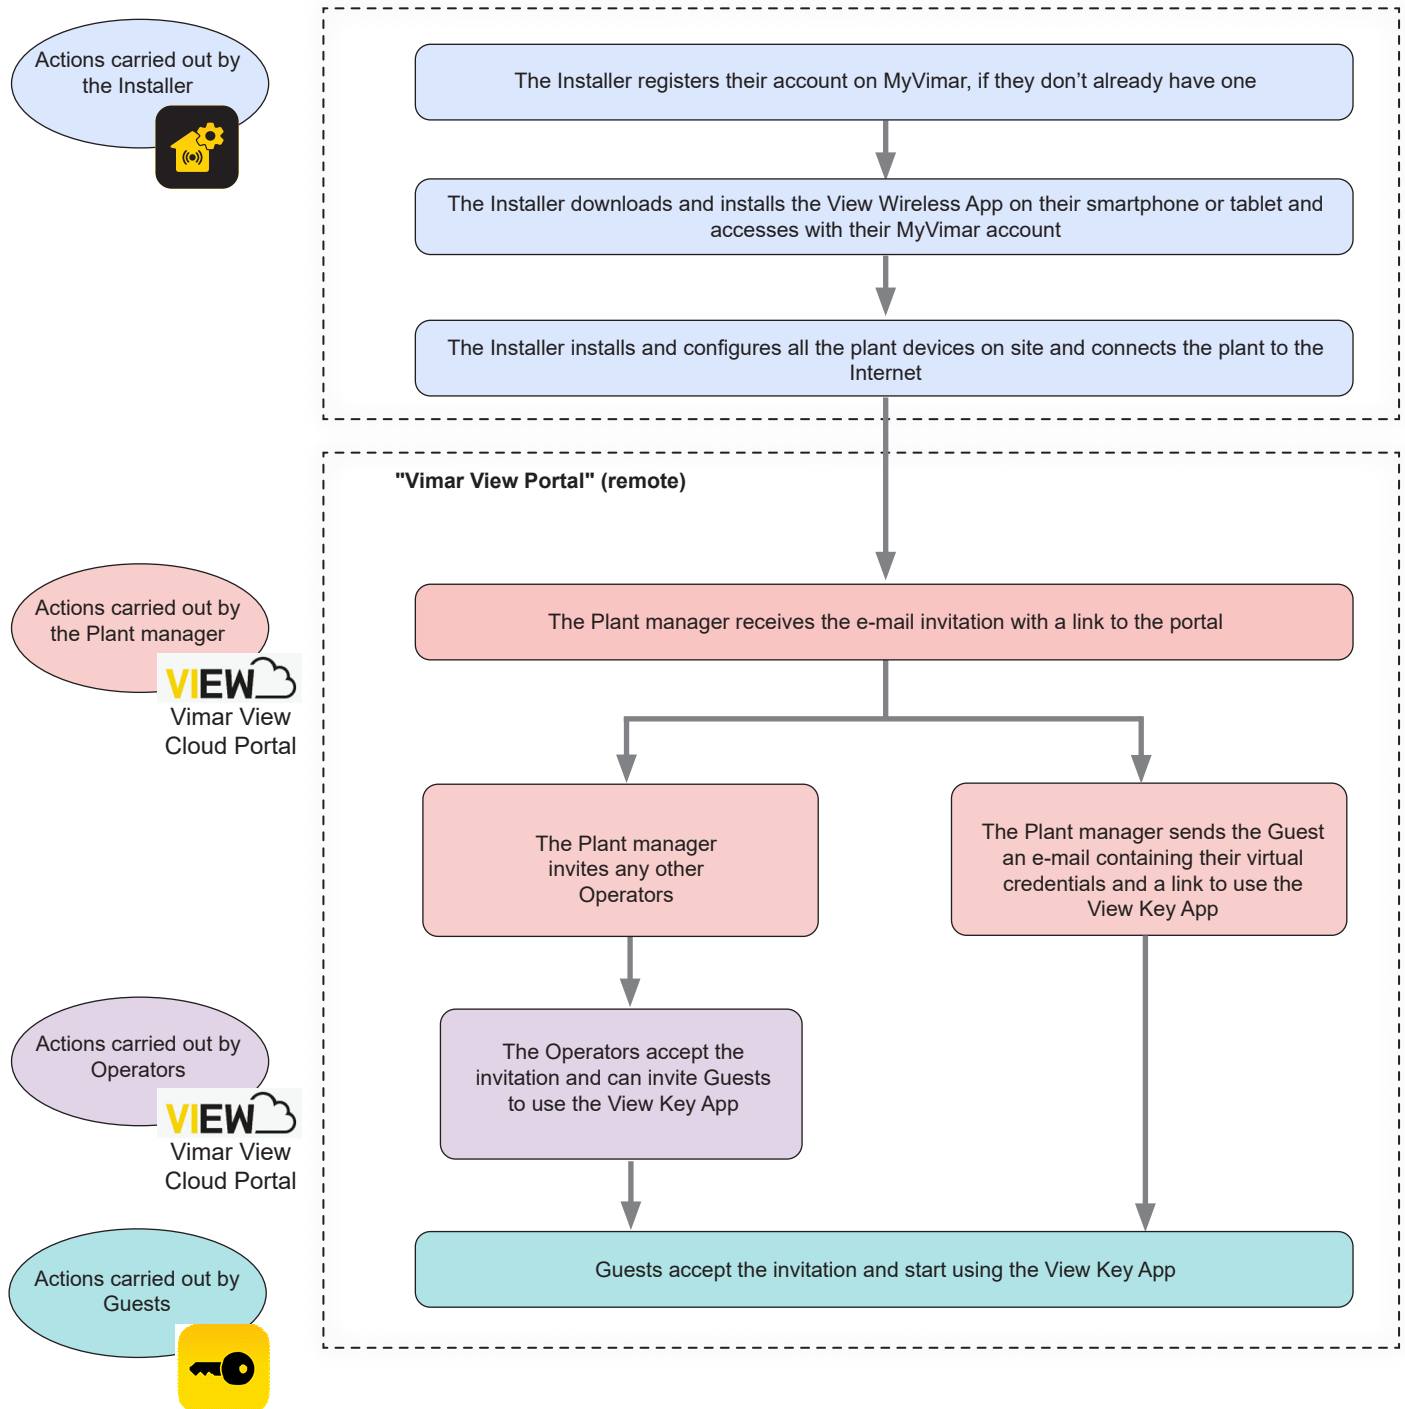 Actions carried out by
the Installer
The Installer registers their account on MyVimar, if they don’t already have one
The Installer downloads and installs the View Wireless App on their smartphone or tablet and
accesses with their MyVimar account
The Installer installs and configures all the plant devices on site and connects the plant to the
Internet
"Vimar View Portal" (remote)
Actions carried out by
the Plant manager
VIEW
Vimar View
Cloud Portal
The Plant manager receives the e-mail invitation with a link to the portal
The Plant manager
invites any other
Operators
The Plant manager sends the Guest
an e-mail containing their virtual
credentials and a link to use the
View Key App
Actions carried out by
Operators
VIEW
Vimar View
Cloud Portal
The Operators accept the
invitation and can invite Guests
to use the View Key App
Actions carried out by
Guests
Guests accept the invitation and start using the View Key App